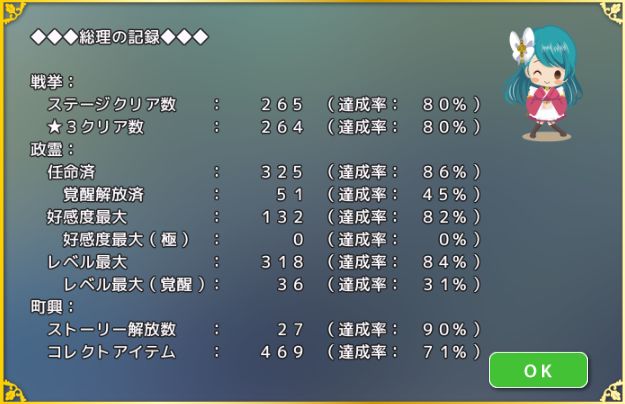 ◆◆◆総理の記録◆◆◆
戦挙：
ステージクリア数　：　２６５　（達成率：　８０％）
★３クリア数　：　２６４　（達成率：　８０％）
政霊：
任命済　：　３２５　（達成率：　８６％）
覚醒解放済　：　５１　（達成率：　４５％）
好感度最大　：　１３２　（達成率：　８２％）
好感度最大（極）　：　０　（達成率：　０％）
レベル最大　：　３１８　（達成率：　８４％）
レベル最大（覚醒）：　３６　（達成率：　３１％）
町興：
ストーリー解放数　：　２７　（達成率：　９０％）
コレクトアイテム　：　４６９　（達成率：　７１％）
ＯＫ